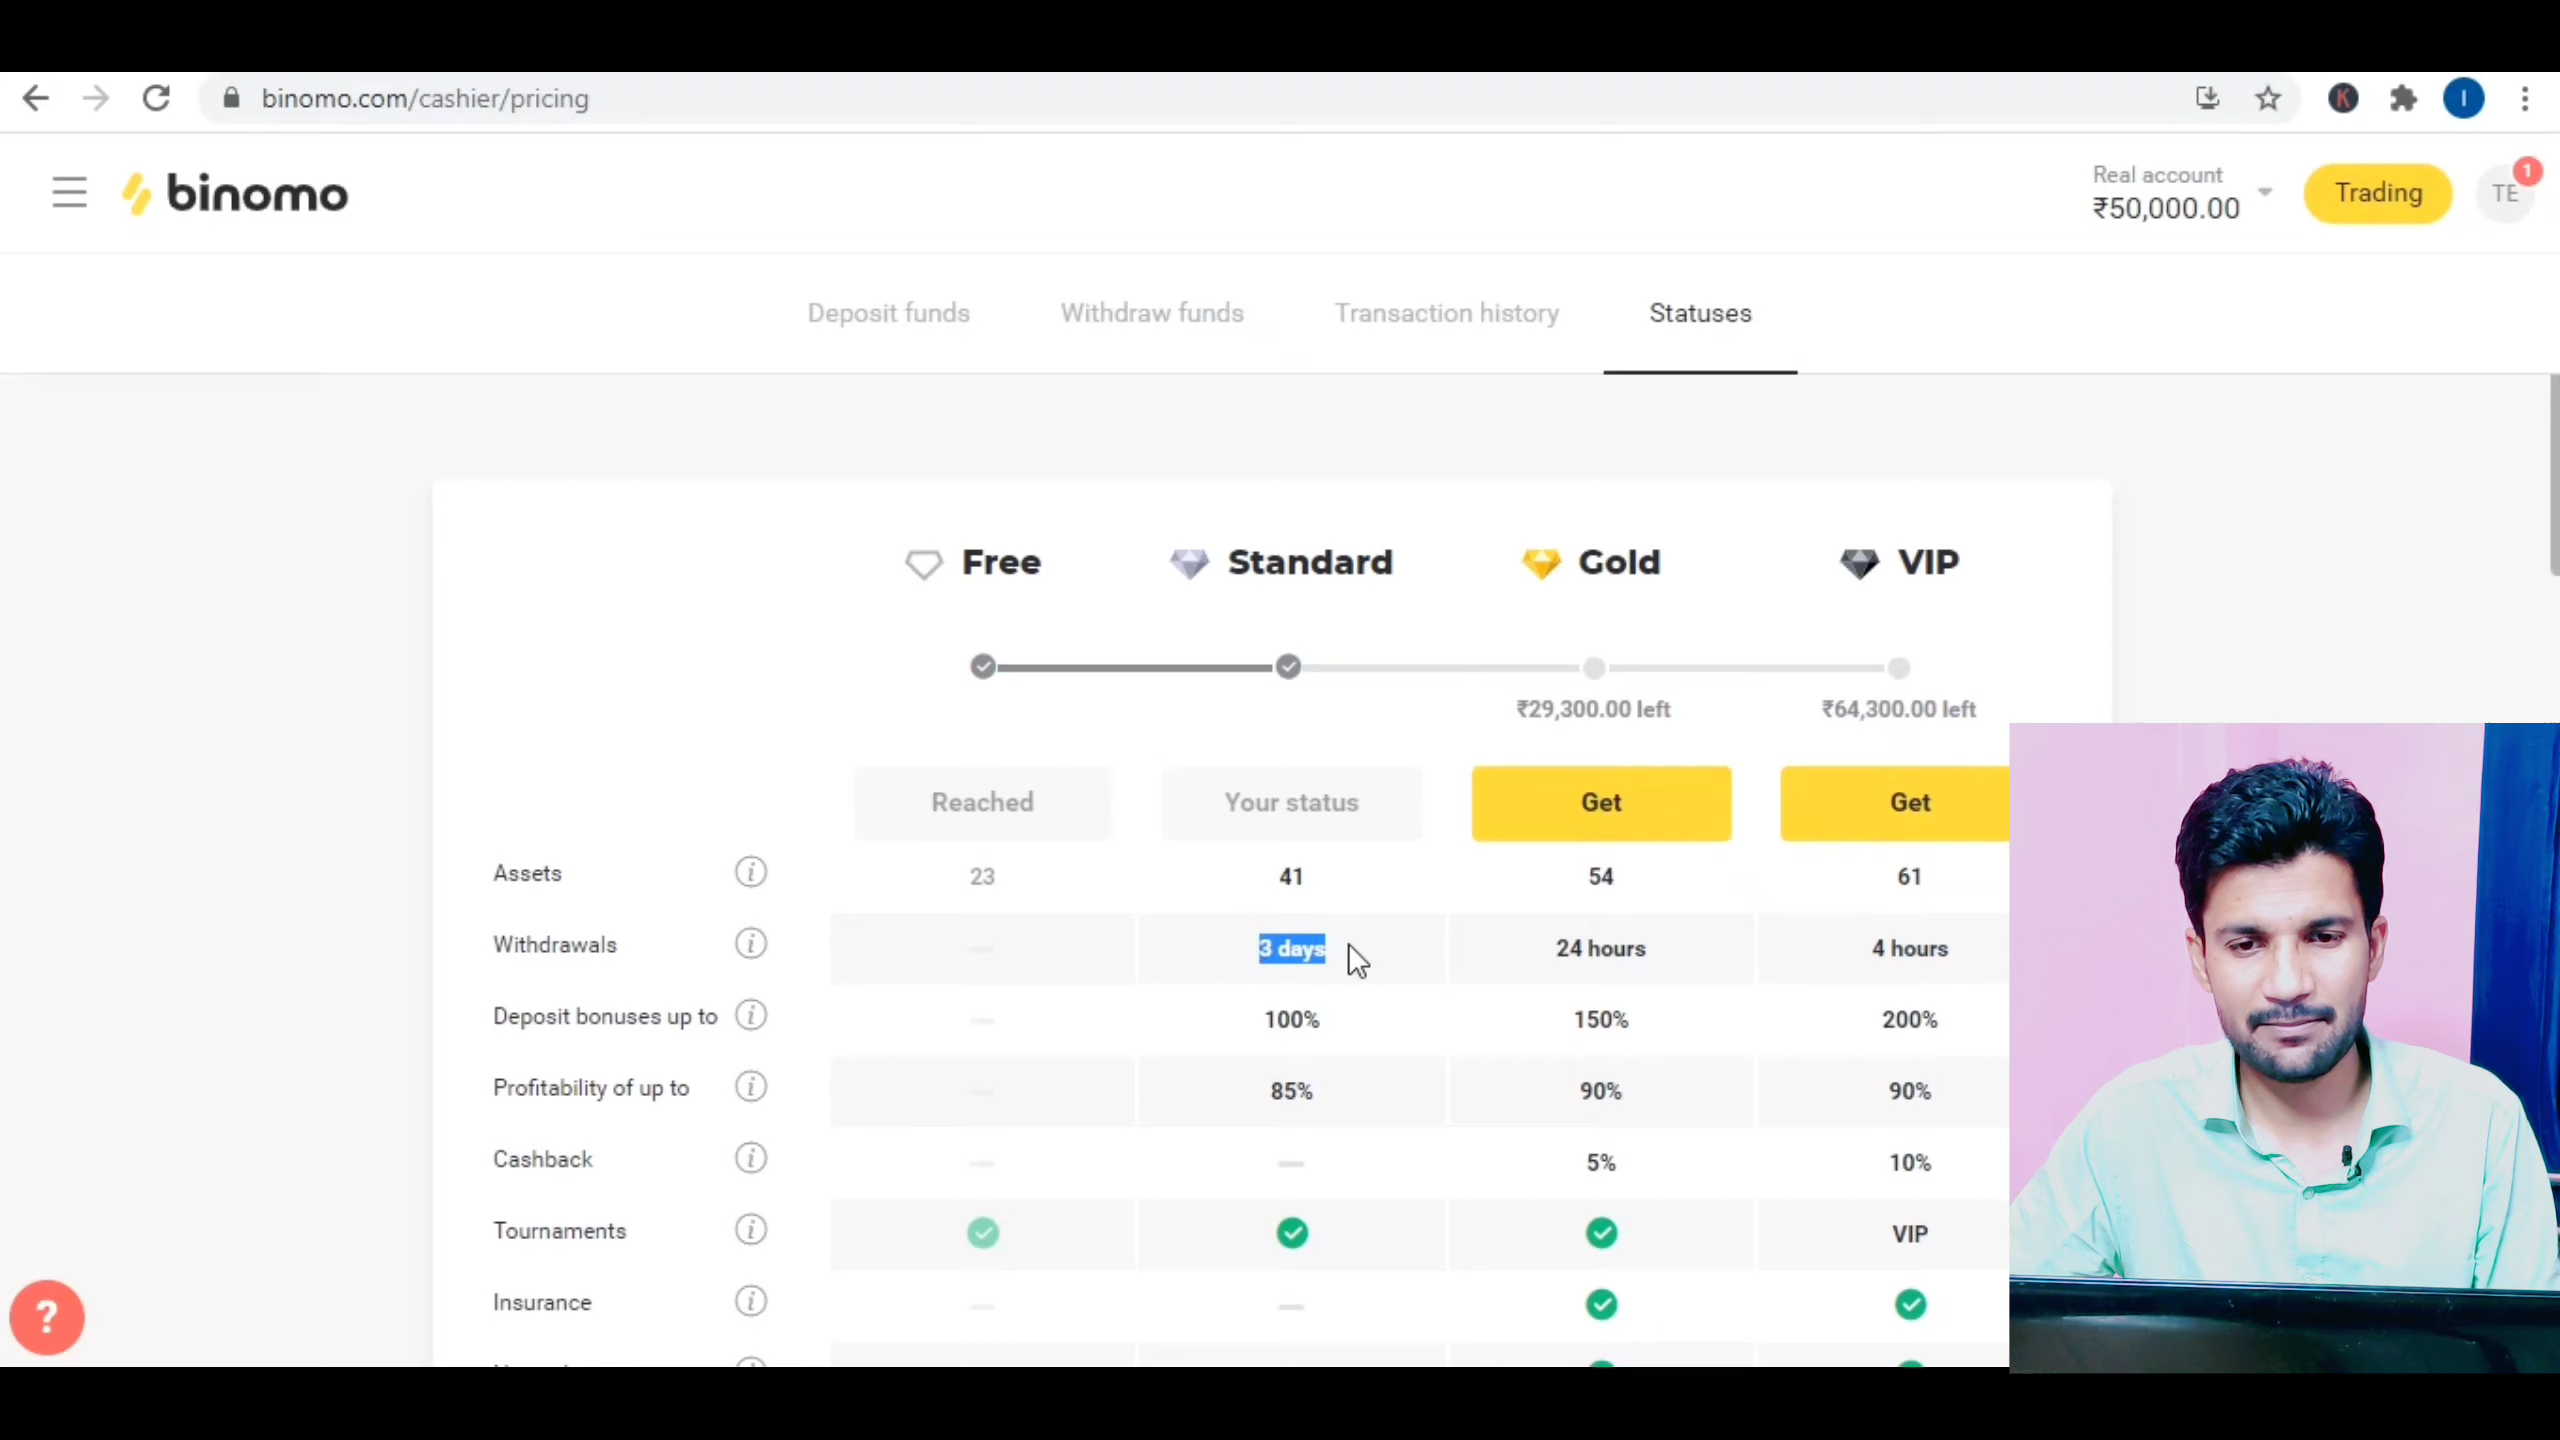 binomo.com/cashier/pricing
K
I
binomo
Real account
₹50,000.00
Trading
TE
1
Deposit funds Withdraw funds Transaction history Statuses
Free Standard Gold VIP
₹29,300.00 left ₹64,300.00 left
Reached Your status Get Get
Assets i 23 41 54 61
Withdrawals i — 3 days 24 hours 4 hours
Deposit bonuses up to i — 100% 150% 200%
Profitability of up to i — 85% 90% 90%
Cashback i — — 5% 10%
Tournaments i VIP
Insurance i — —
?